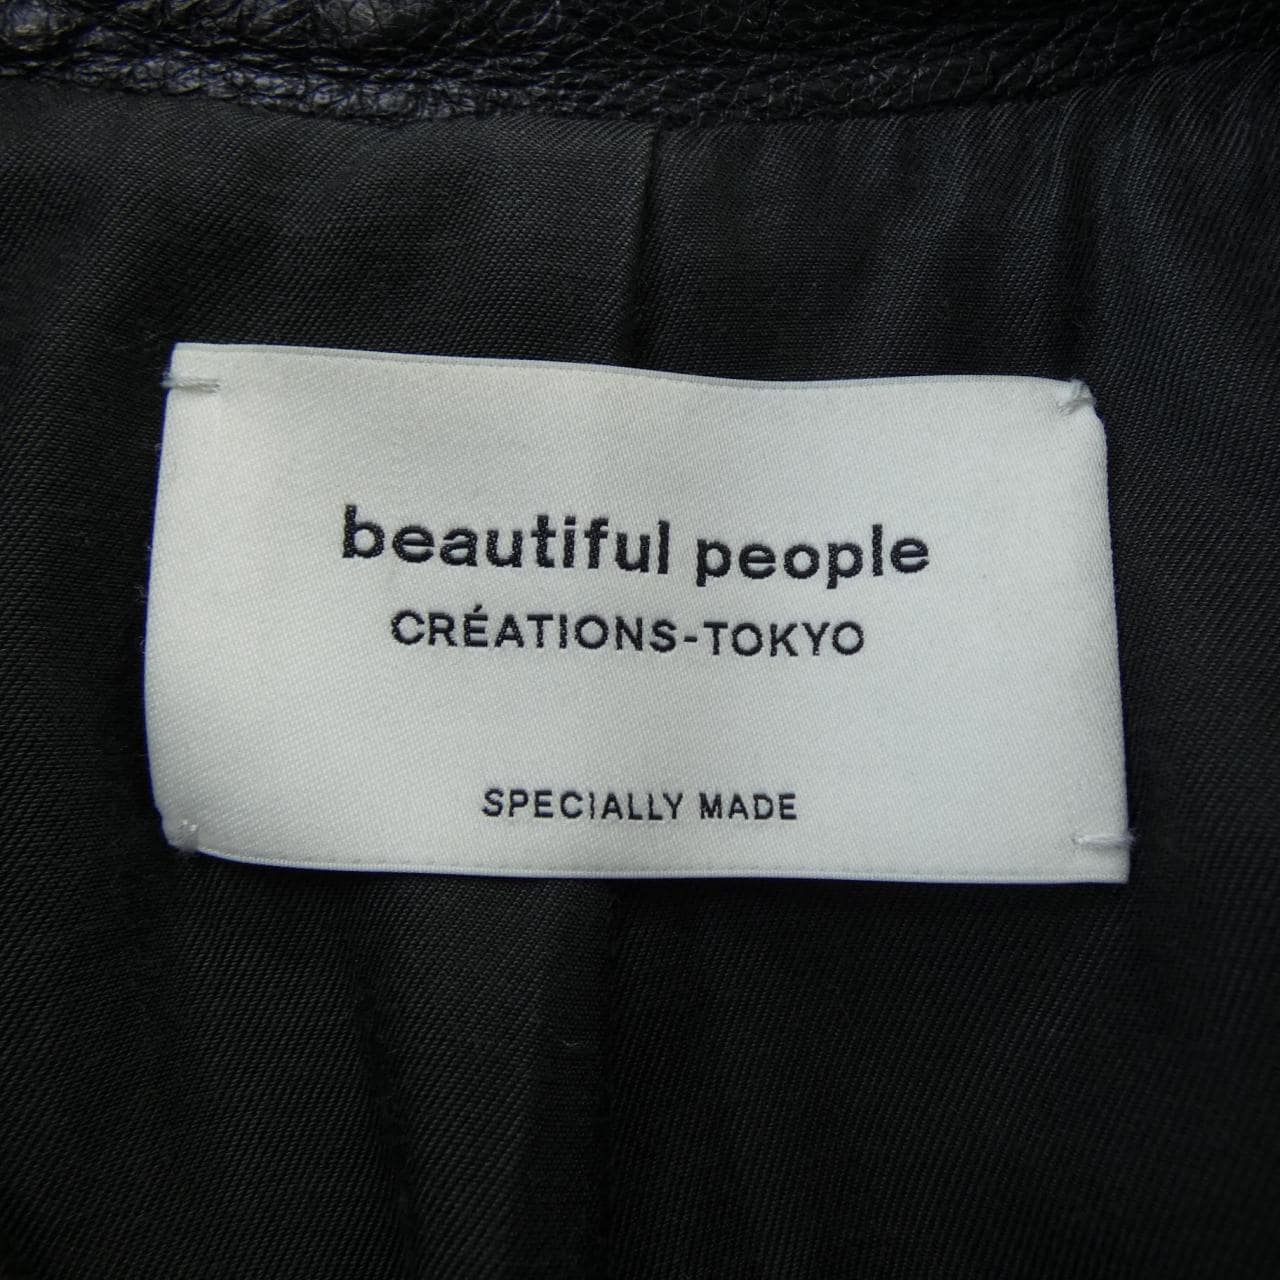 beautiful people
CRÉATIONS-TOKYO
SPECIALLY MADE